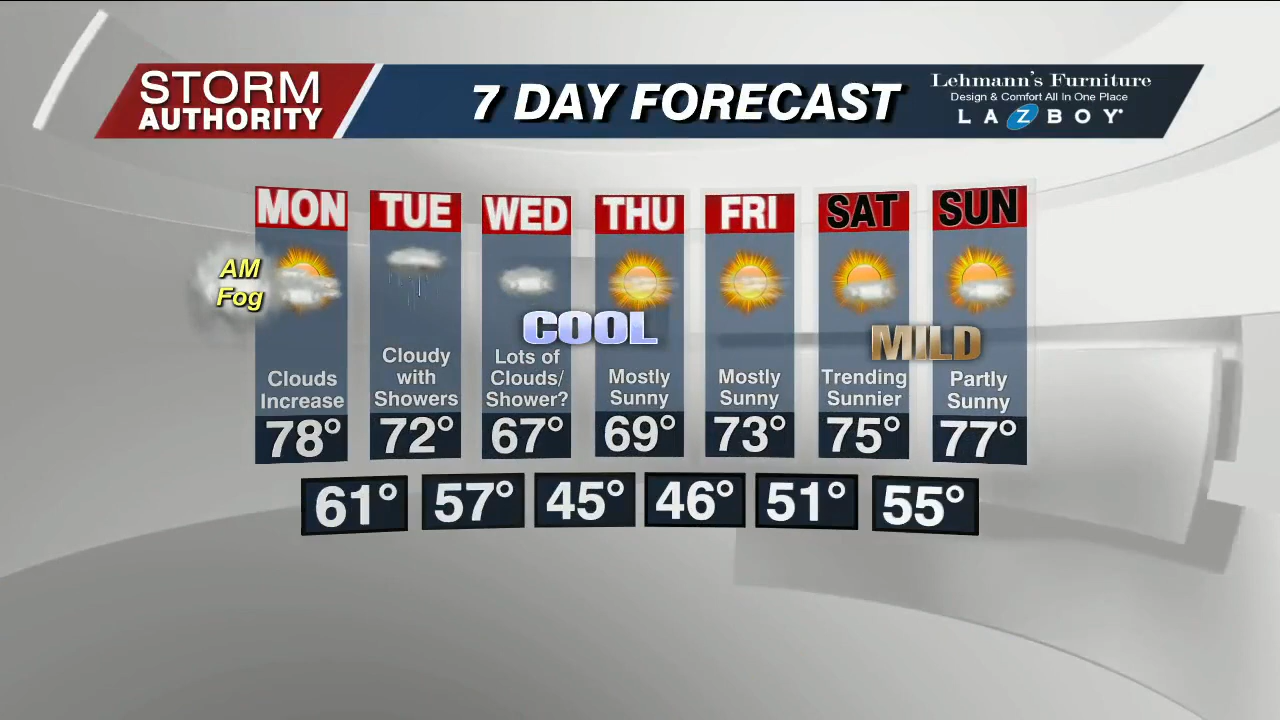 STORM
AUTHORITY
7 DAY FORECAST
Lehmann's Furniture
Design & Comfort All In One Place
LAZBOY®
MON
TUE
WED
THU
FRI
SAT
SUN
AM
Fog
COOL
MILD
Clouds
Increase
Cloudy
with
Showers
Lots of
Clouds/
Shower?
Mostly
Sunny
Mostly
Sunny
Trending
Sunnier
Partly
Sunny
78°
72°
67°
69°
73°
75°
77°
61°
57°
45°
46°
51°
55°